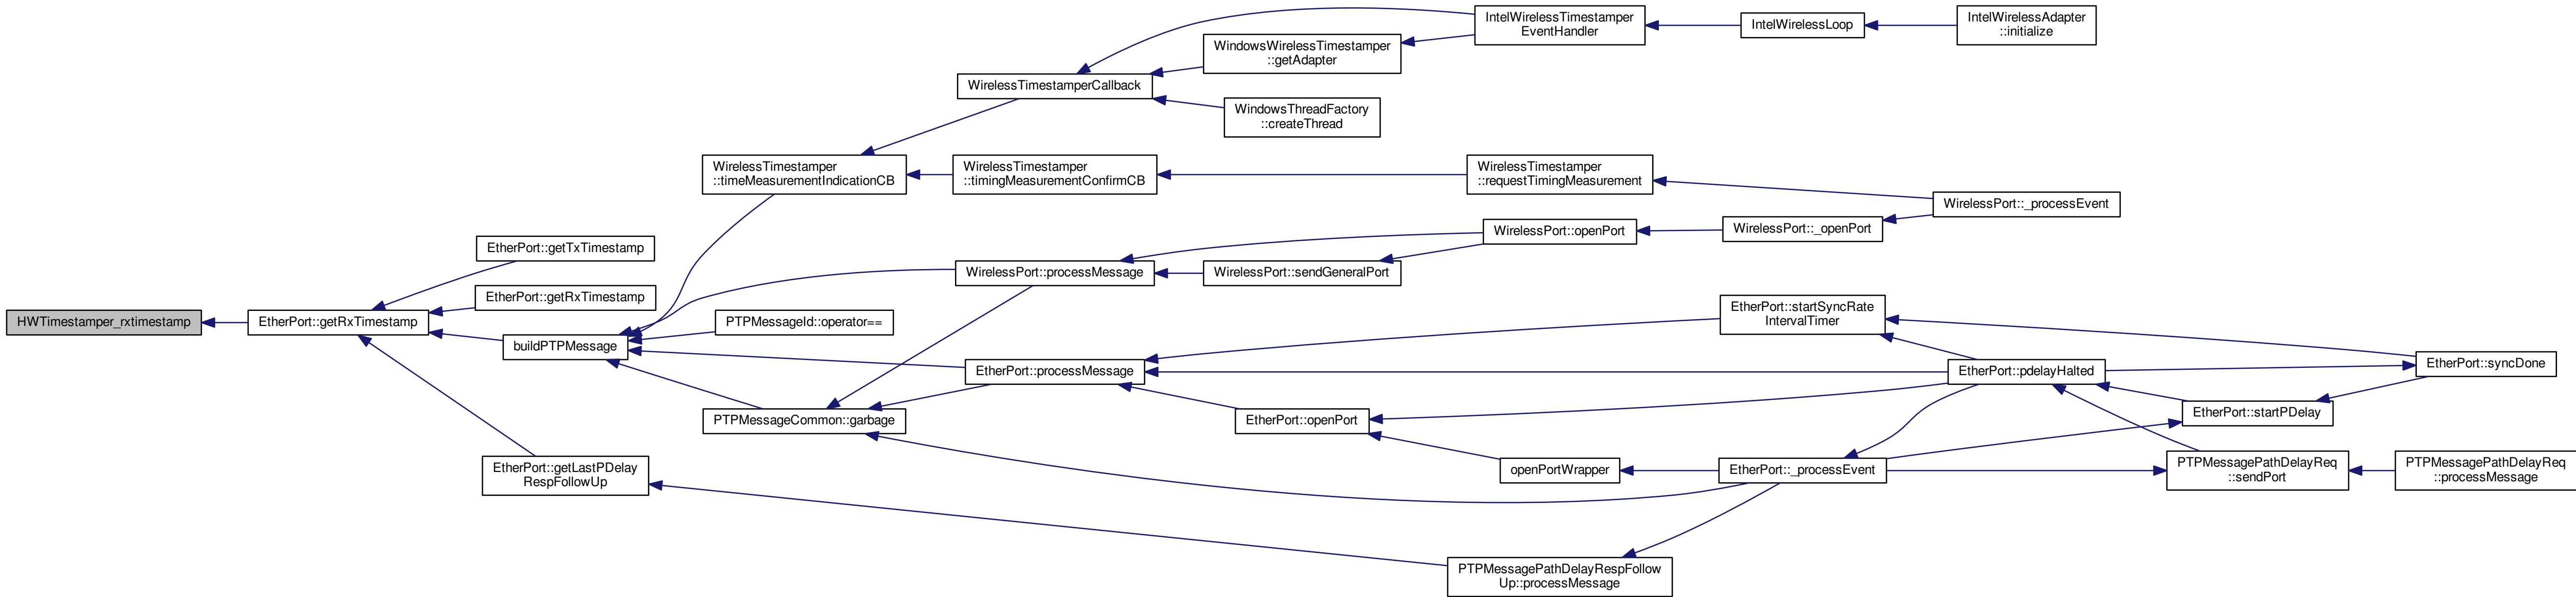 IntelWirelessTimestamper
EventHandler
IntelWirelessLoop
IntelWirelessAdapter
::initialize
WindowsWirelessTimestamper
::getAdapter
WirelessTimestamperCallback
WindowsThreadFactory
::createThread
WirelessTimestamper
::timeMeasurementIndicationCB
WirelessTimestamper
::timingMeasurementConfirmCB
WirelessTimestamper
::requestTimingMeasurement
WirelessPort::_processEvent
WirelessPort::openPort
WirelessPort::_openPort
EtherPort::getTxTimestamp
WirelessPort::processMessage
WirelessPort::sendGeneralPort
EtherPort::getRxTimestamp
HWTimestamper_rxtimestamp
EtherPort::getRxTimestamp
PTPMessageId::operator==
EtherPort::startSyncRate
IntervalTimer
buildPTPMessage
EtherPort::processMessage
EtherPort::pdelayHalted
EtherPort::syncDone
PTPMessageCommon::garbage
EtherPort::openPort
EtherPort::startPDelay
EtherPort::getLastPDelay
RespFollowUp
openPortWrapper
EtherPort::_processEvent
PTPMessagePathDelayReq
::sendPort
PTPMessagePathDelayReq
::processMessage
PTPMessagePathDelayRespFollow
Up::processMessage